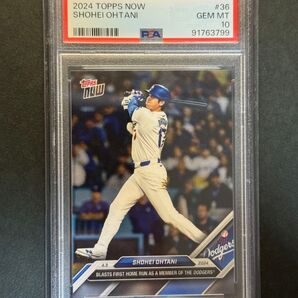 2024 TOPPS NOW #36
SHOHEI OHTANI GEM MT
PSA 10
91763799
TOPPS
NOW
Dodgers
SHOHEI OHTANI
4.3 2024
BLASTS FIRST HOME RUN AS A MEMBER OF THE DODGERS